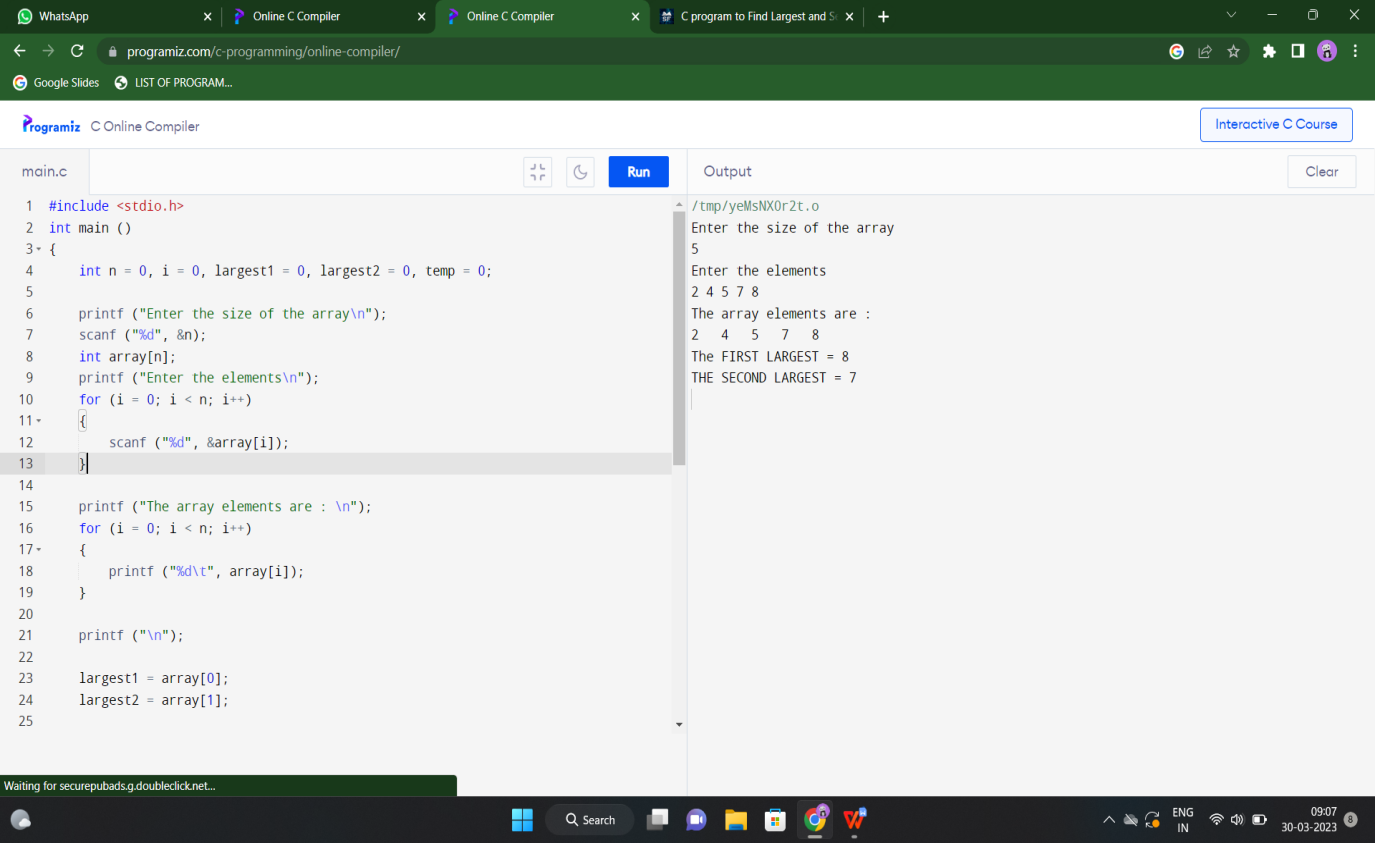 WhatsApp
Online C Compiler
Online C Compiler
C program to Find Largest and Se
programiz.com/c-programming/online-compiler/
Google Slides
LIST OF PROGRAM...
Programiz C Online Compiler
Interactive C Course
main.c
Run
Output
Clear
1 #include <stdio.h>
2 int main ()
3 {
4 int n = 0, i = 0, largest1 = 0, largest2 = 0, temp = 0;
5
6 printf ("Enter the size of the array\n");
7 scanf ("%d", &n);
8 int array[n];
9 printf ("Enter the elements\n");
10 for (i = 0; i < n; i++)
11 {
12 scanf ("%d", &array[i]);
13 }
14
15 printf ("The array elements are : \n");
16 for (i = 0; i < n; i++)
17 {
18 printf ("%d\t", array[i]);
19 }
20
21 printf ("\n");
22
23 largest1 = array[0];
24 largest2 = array[1];
25
/tmp/yeMsNXOr2t.o
Enter the size of the array
5
Enter the elements
2 4 5 7 8
The array elements are :
2 4 5 7 8
The FIRST LARGEST = 8
THE SECOND LARGEST = 7
Waiting for securepubads.g.doubleclick.net...
Search
ENG
IN
09:07
30-03-2023
8